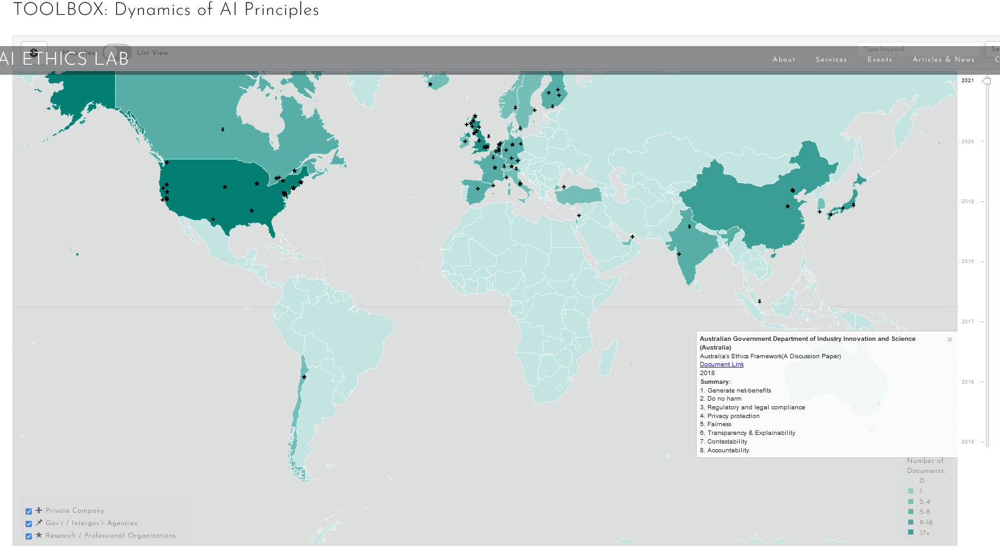 TOOLBOX: Dynamics of AI Principles
Map View List View
Type keyword
Se
AI ETHICS LAB
About Services Events Articles & News C
2021
2020
2019
2018
2017
2016
2015
Australian Government Department of Industry Innovation and Science
(Australia)
Australia's Ethics Framework(A Discussion Paper)
Document Link
2018
Summary:
1. Generate net-benefits
2. Do no harm
3. Regulatory and legal compliance
4. Privacy protection
5. Fairness
6. Transparency & Explainability
7. Contestability
8. Accountability
Number of
Documents:
0
1
2-4
5-8
9-16
17+
Private Company
Gov't / Intergov't Agencies
Research / Professional Organizations